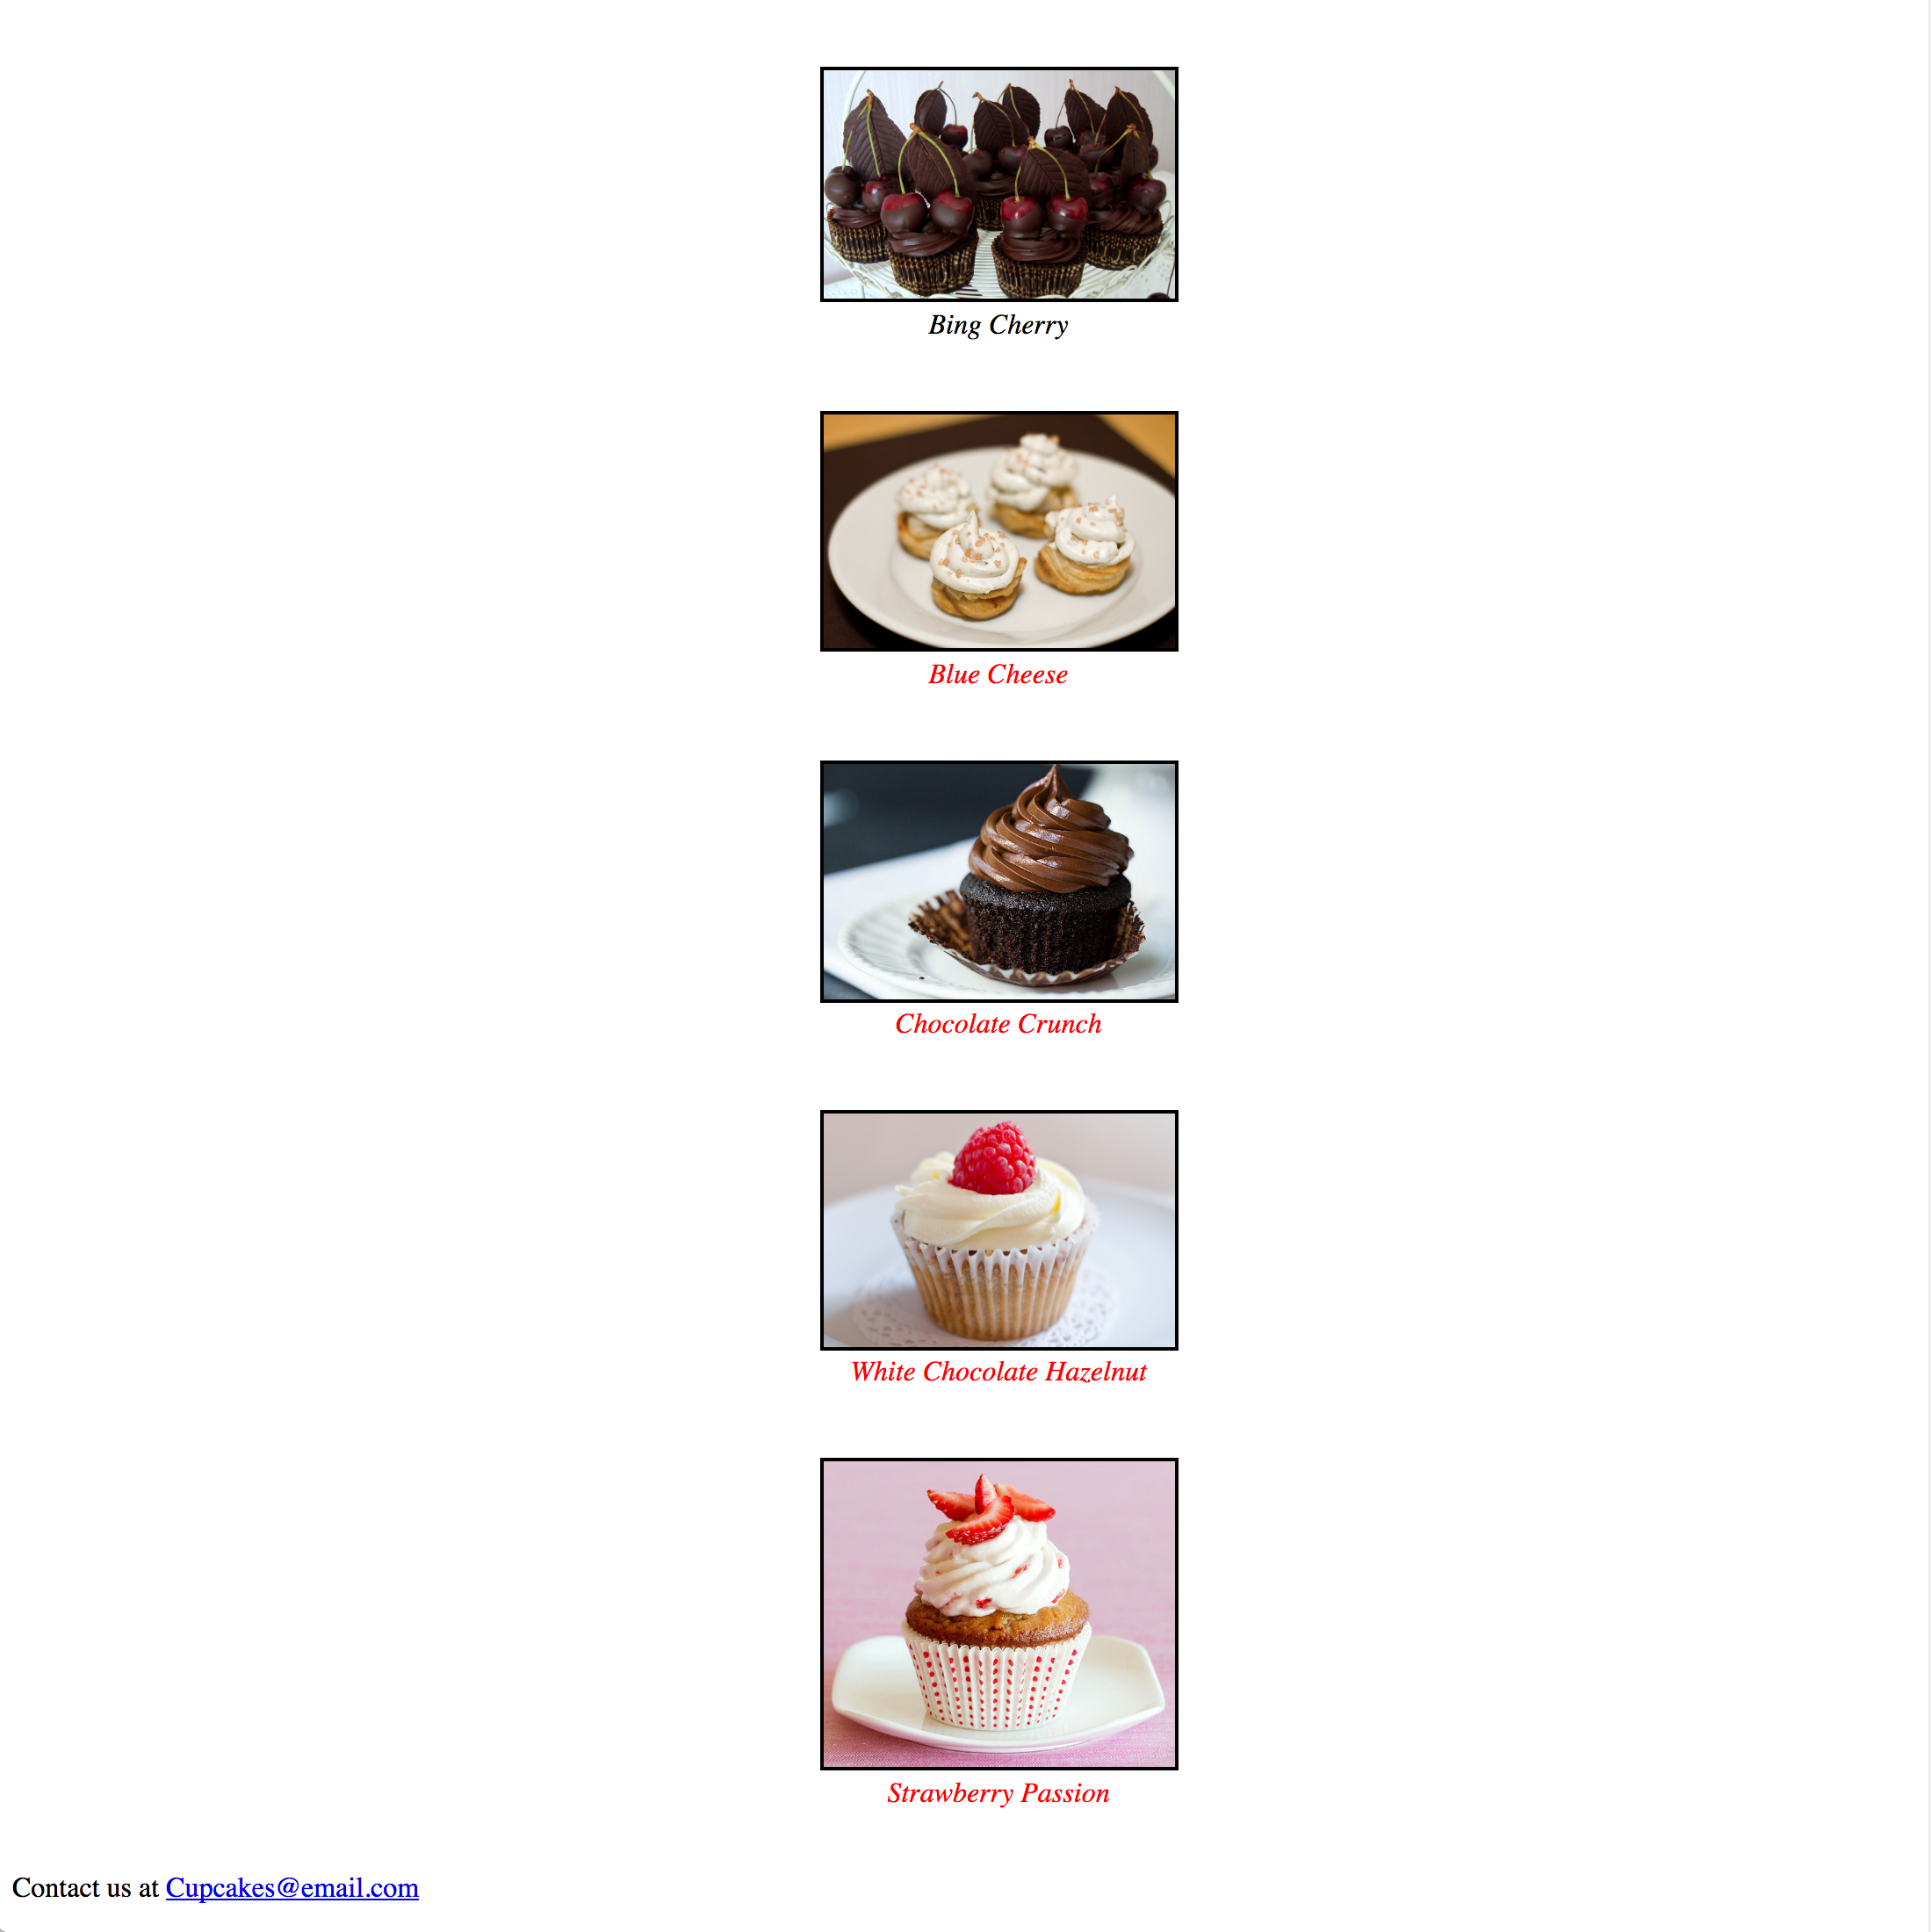 Bing Cherry
Blue Cheese
Chocolate Crunch
White Chocolate Hazelnut
Strawberry Passion
Contact us at Cupcakes@email.com